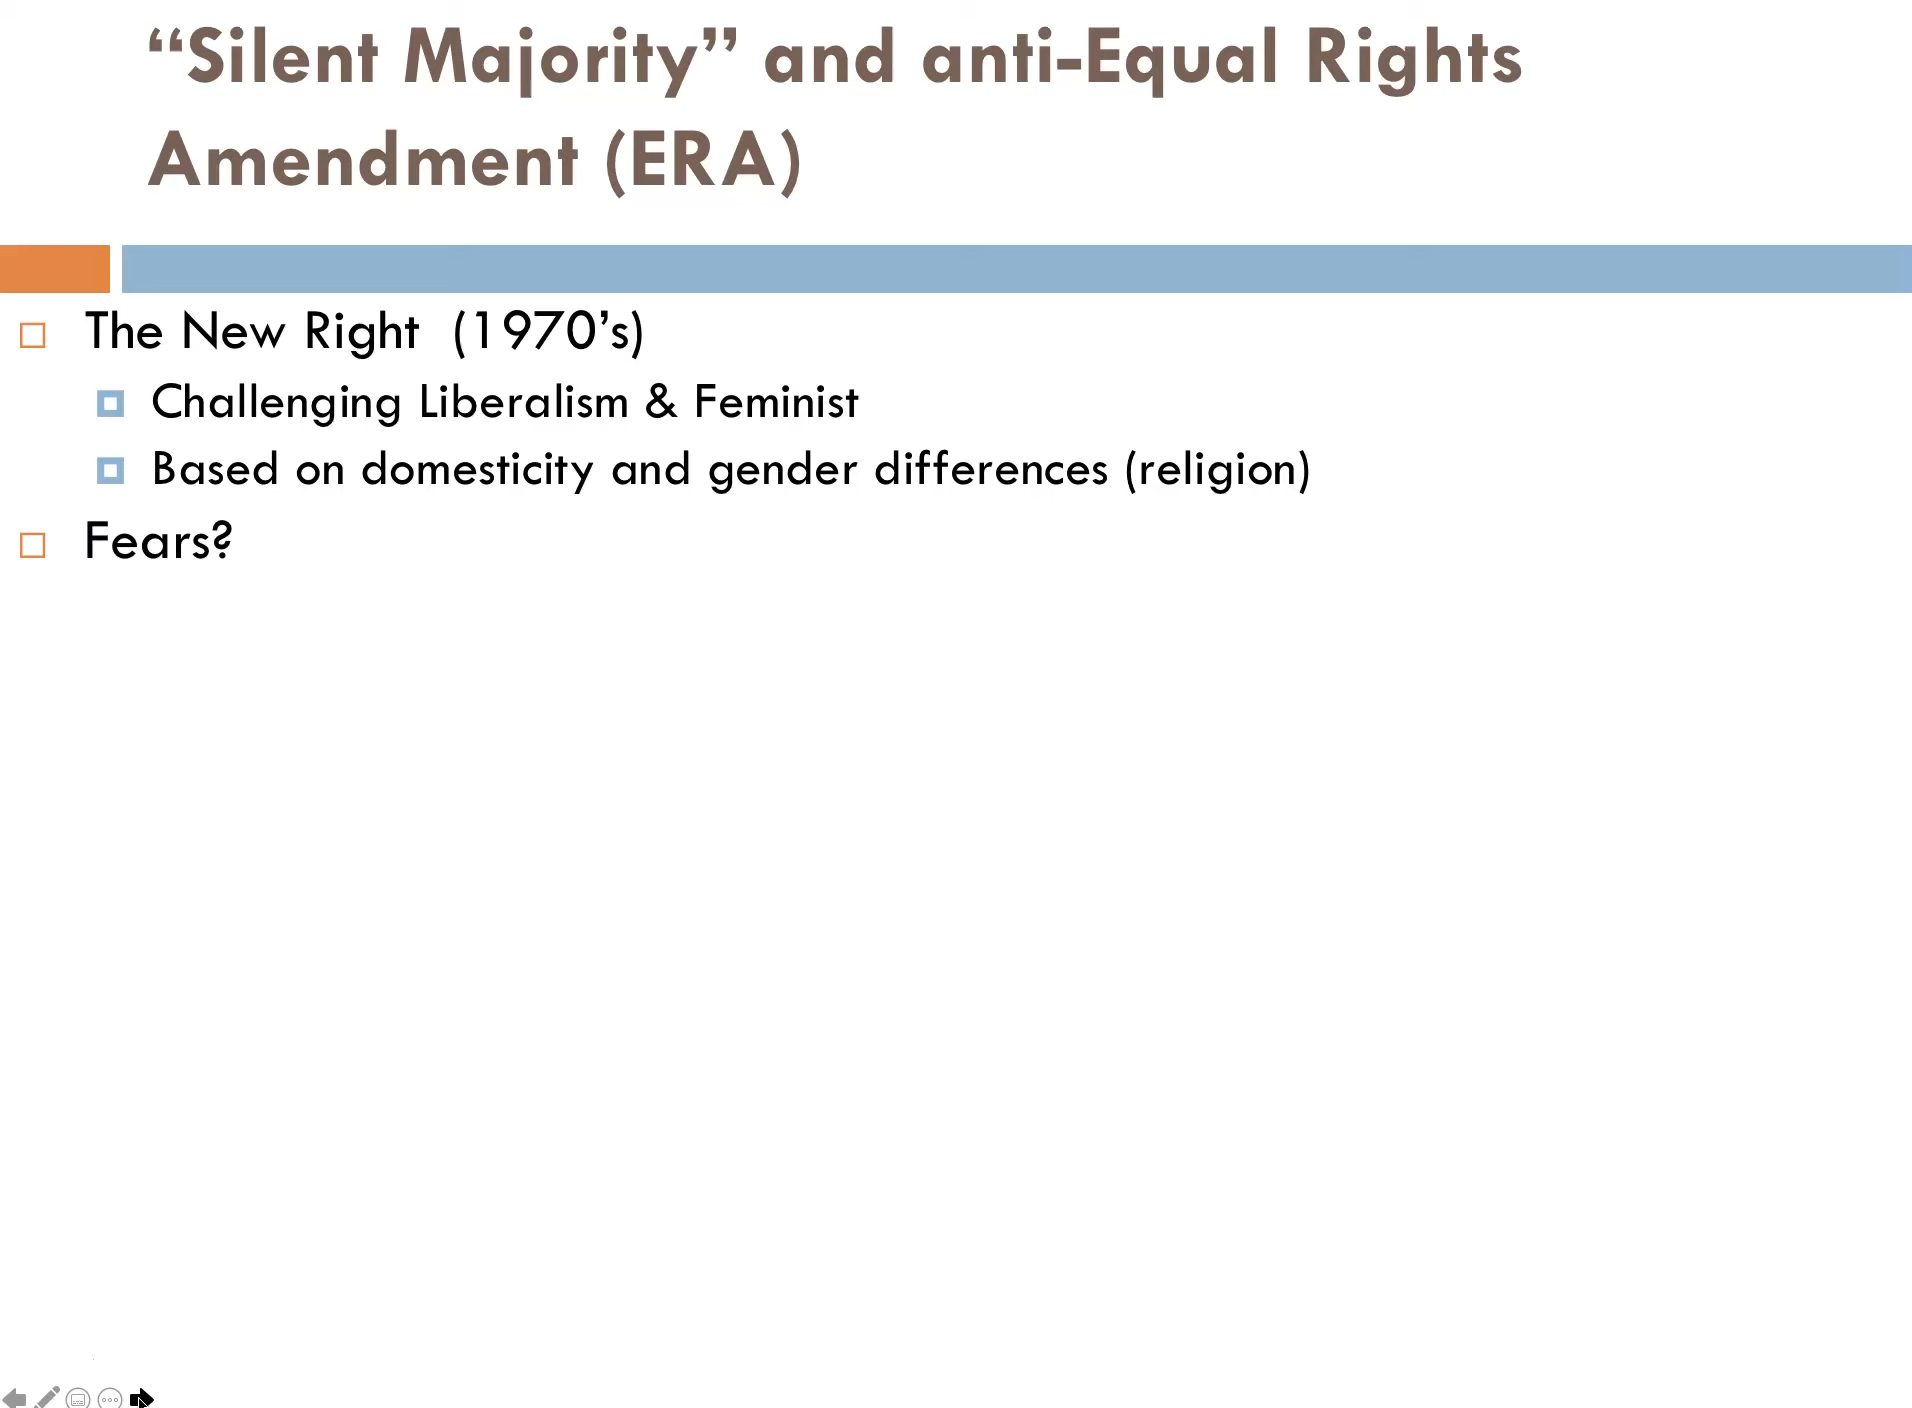 “Silent Majority” and anti-Equal Rights
Amendment (ERA)
The New Right (1970’s)
Challenging Liberalism & Feminist
Based on domesticity and gender differences (religion)
Fears?